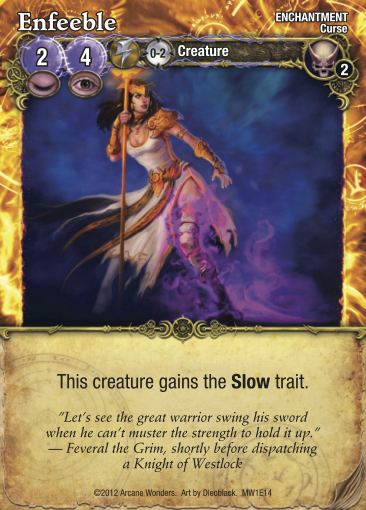 Enfeeble
ENCHANTMENT
Curse
2 4 0-2 Creature 2
This creature gains the Slow trait.
"Let's see the great warrior swing his sword
when he can't muster the strength to hold it up."
— Feveral the Grim, shortly before dispatching
a Knight of Westlock
©2012 Arcane Wonders. Art by Diecblack. MW1E14